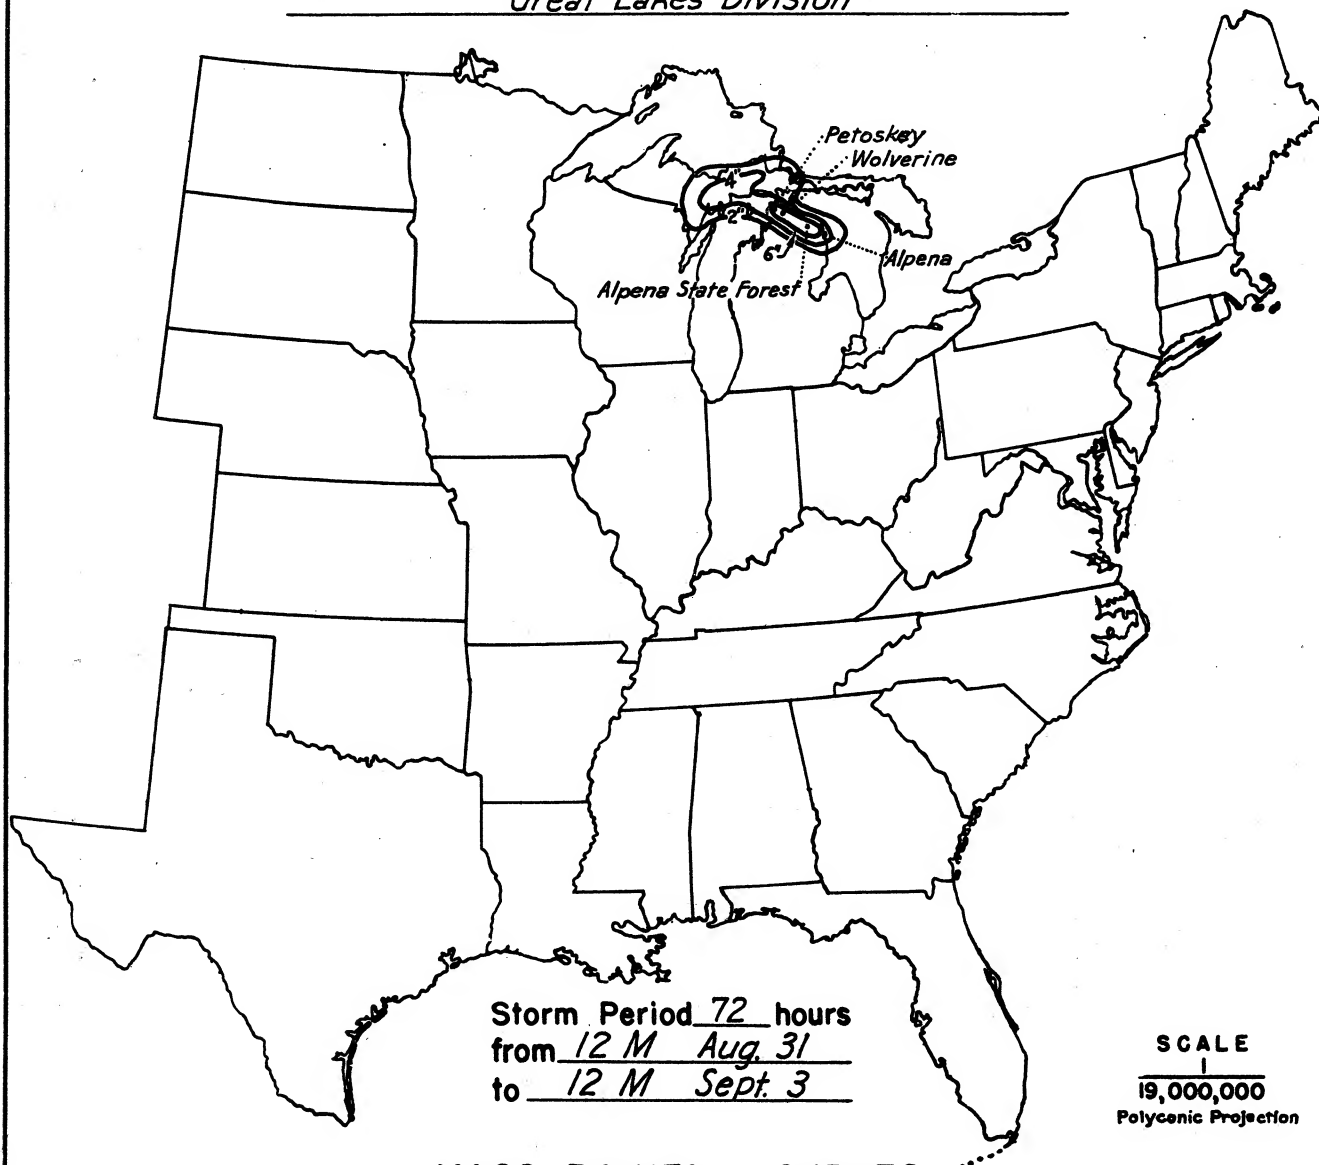 Great Lakes Division
Petoskey
Wolverine
4"
2"
6"
Alpena
Alpena State Forest
Storm Period 72 hours
from 12 M Aug. 31
to 12 M Sept. 3
SCALE
1
19,000,000
Polyconic Projection